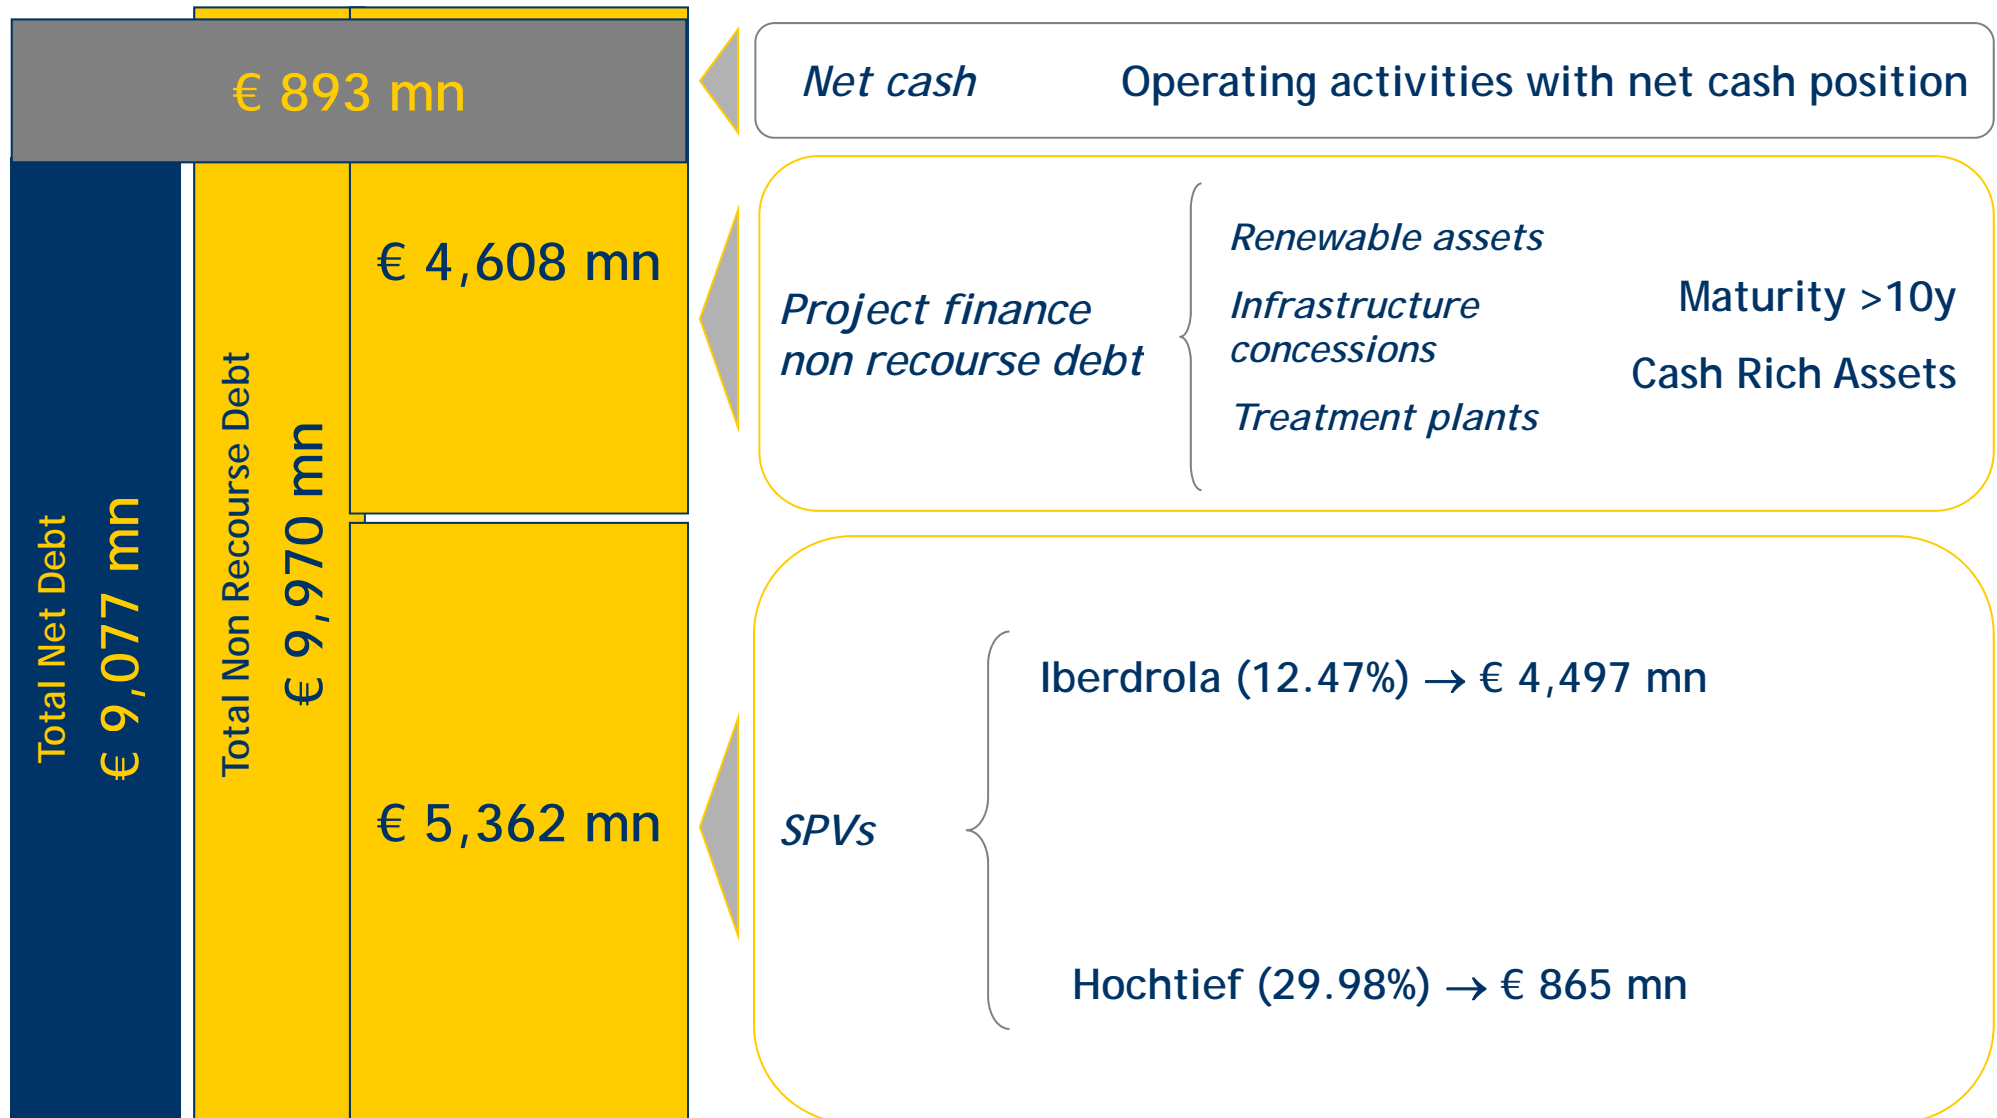 € 893 mn
Net cash
Operating activities with net cash position
Total Net Debt
€ 9,077 mn
Total Non Recourse Debt
€ 9,970 mn
€ 4,608 mn
Project finance
non recourse debt
Renewable assets
Infrastructure
concessions
Treatment plants
Maturity >10y
Cash Rich Assets
€ 5,362 mn
SPVs
Iberdrola (12.47%) → € 4,497 mn
Hochtief (29.98%) → € 865 mn